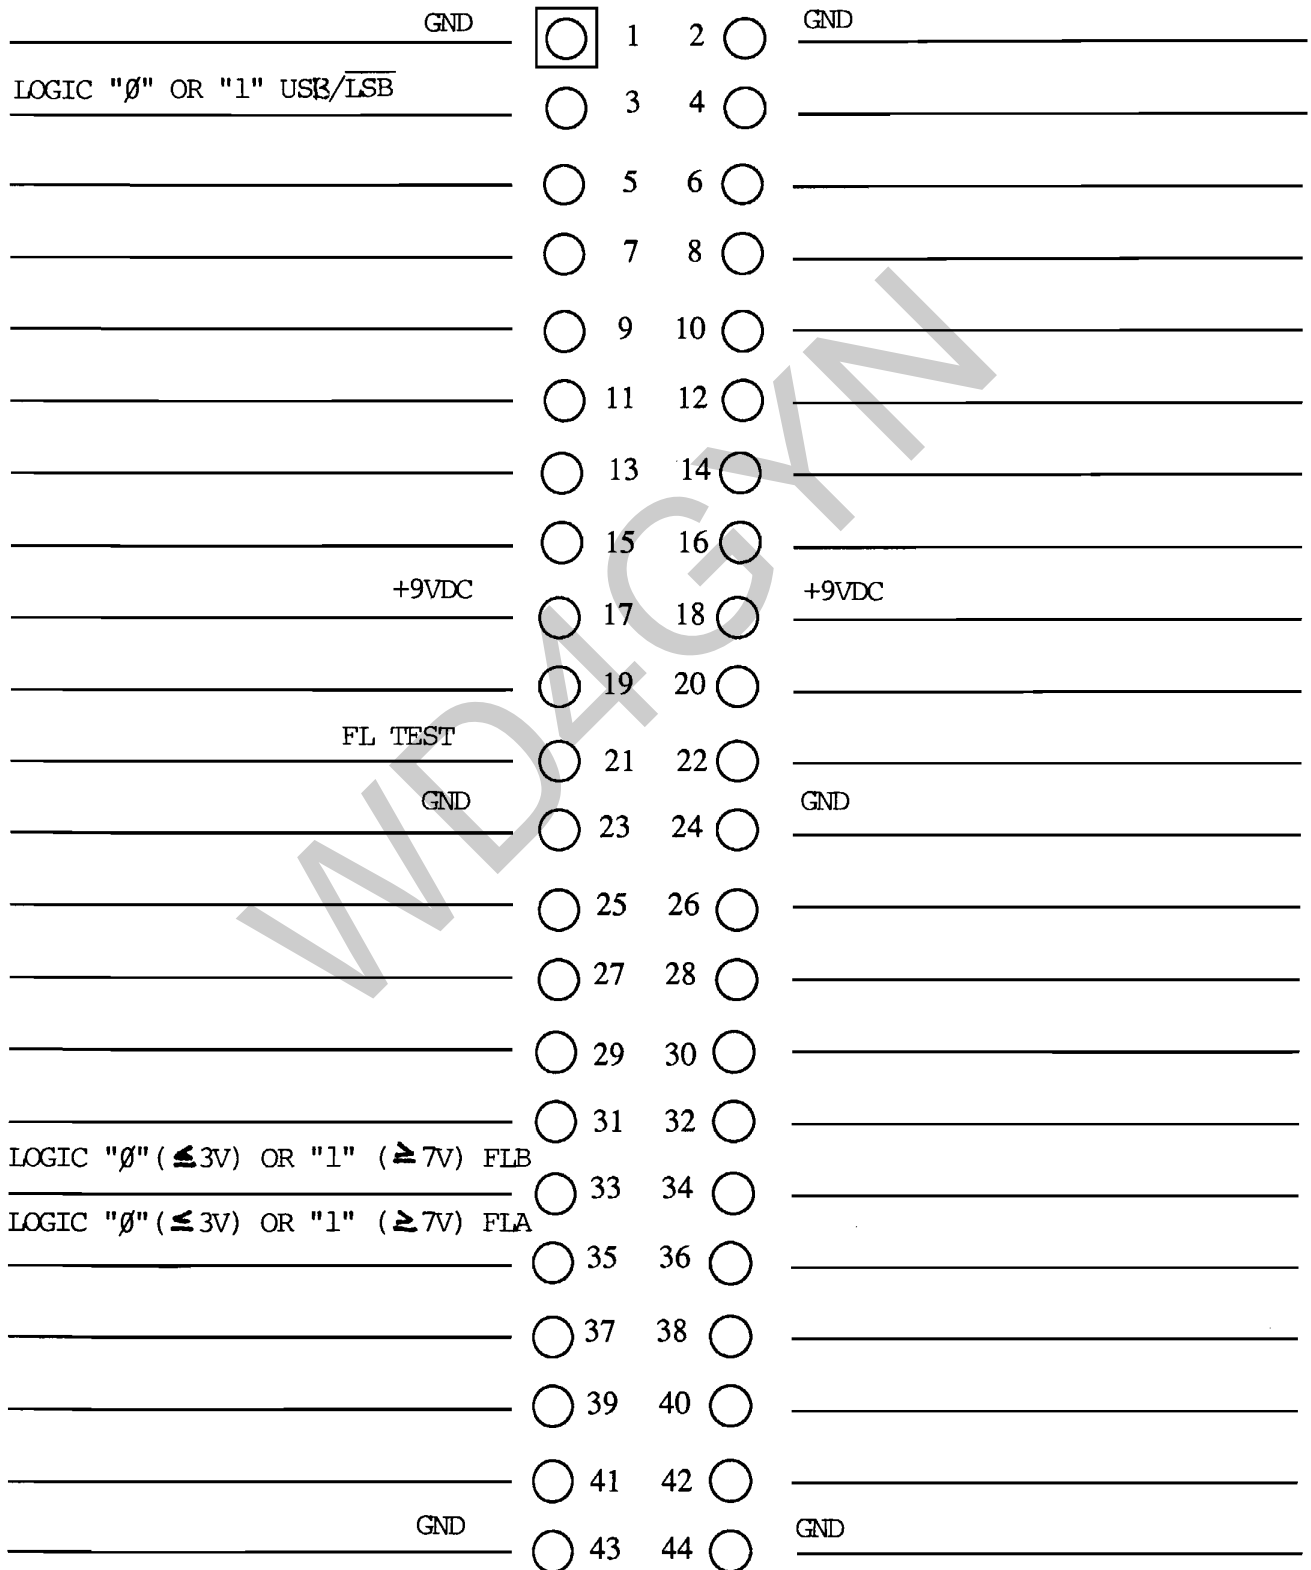 GND 1 2 GND
LOGIC "Ø" OR "1" USB/LSB 3 4
5 6
7 8
9 10
11 12
13 14
15 16
+9VDC 17 18 +9VDC
19 20
FL TEST 21 22
GND 23 24 GND
25 26
27 28
29 30
31 32
LOGIC "Ø"(≤3V) OR "1" (≥7V) FLB 33 34
LOGIC "Ø"(≤3V) OR "1" (≥7V) FLA 35 36
37 38
39 40
41 42
GND 43 44 GND
WD4GYN